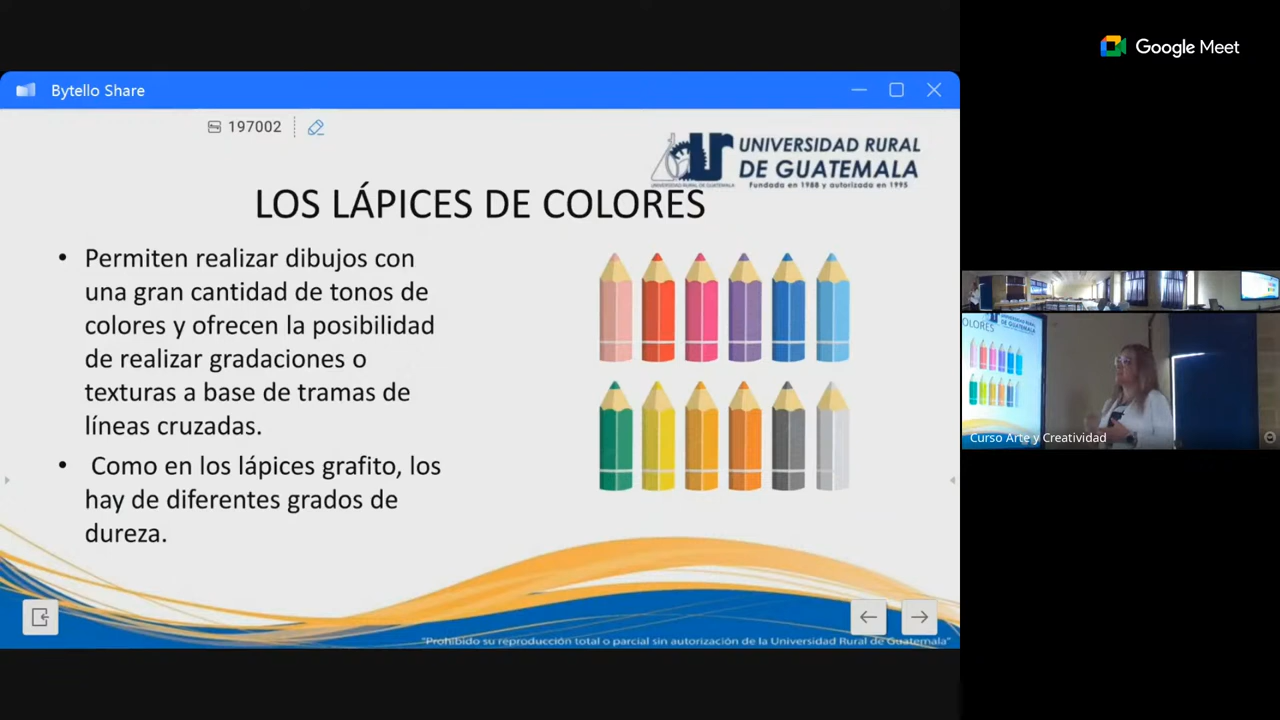 Google Meet
Bytello Share
197002
UNIVERSIDAD RURAL
DE GUATEMALA
Fundada en 1988 y autorizada en 1995
LOS LÁPICES DE COLORES
• Permiten realizar dibujos con
una gran cantidad de tonos de
colores y ofrecen la posibilidad
de realizar gradaciones o
texturas a base de tramas de
líneas cruzadas.
• Como en los lápices grafito, los
hay de diferentes grados de
dureza.
"Prohibido su reproducción total o parcial sin autorización de la Universidad Rural de Guatemala"
Curso Arte y Creatividad